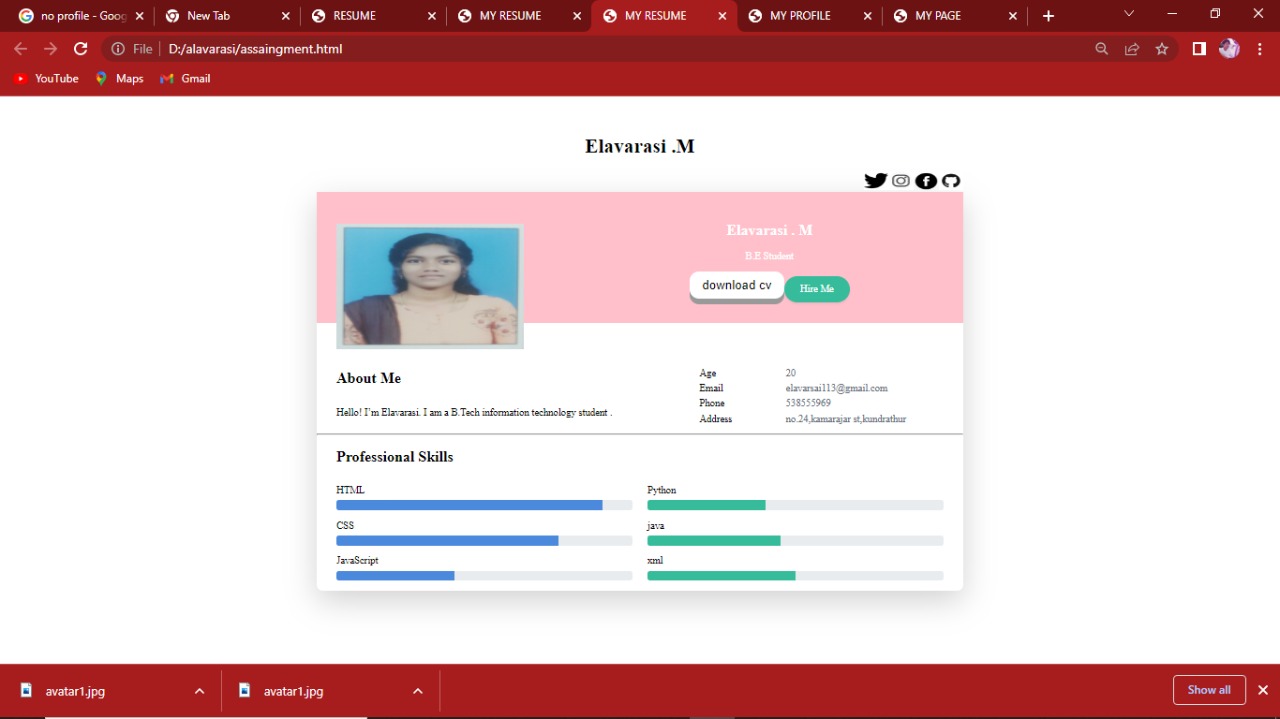 no profile - Goog
New Tab
RESUME
MY RESUME
MY RESUME
MY PROFILE
MY PAGE
File
D:/alavarasi/assaingment.html
YouTube
Maps
Gmail
Elavarasi .M
Elavarasi . M
B.E Student
download cv
Hire Me
About Me
Hello! I'm Elavarasi. I am a B.Tech information technology student .
Age 20
Email elavarsai113@gmail.com
Phone 538555969
Address no.24,kamarajar st,kundrathur
Professional Skills
HTML
Python
CSS
java
JavaScript
xml
avatar1.jpg
avatar1.jpg
Show all